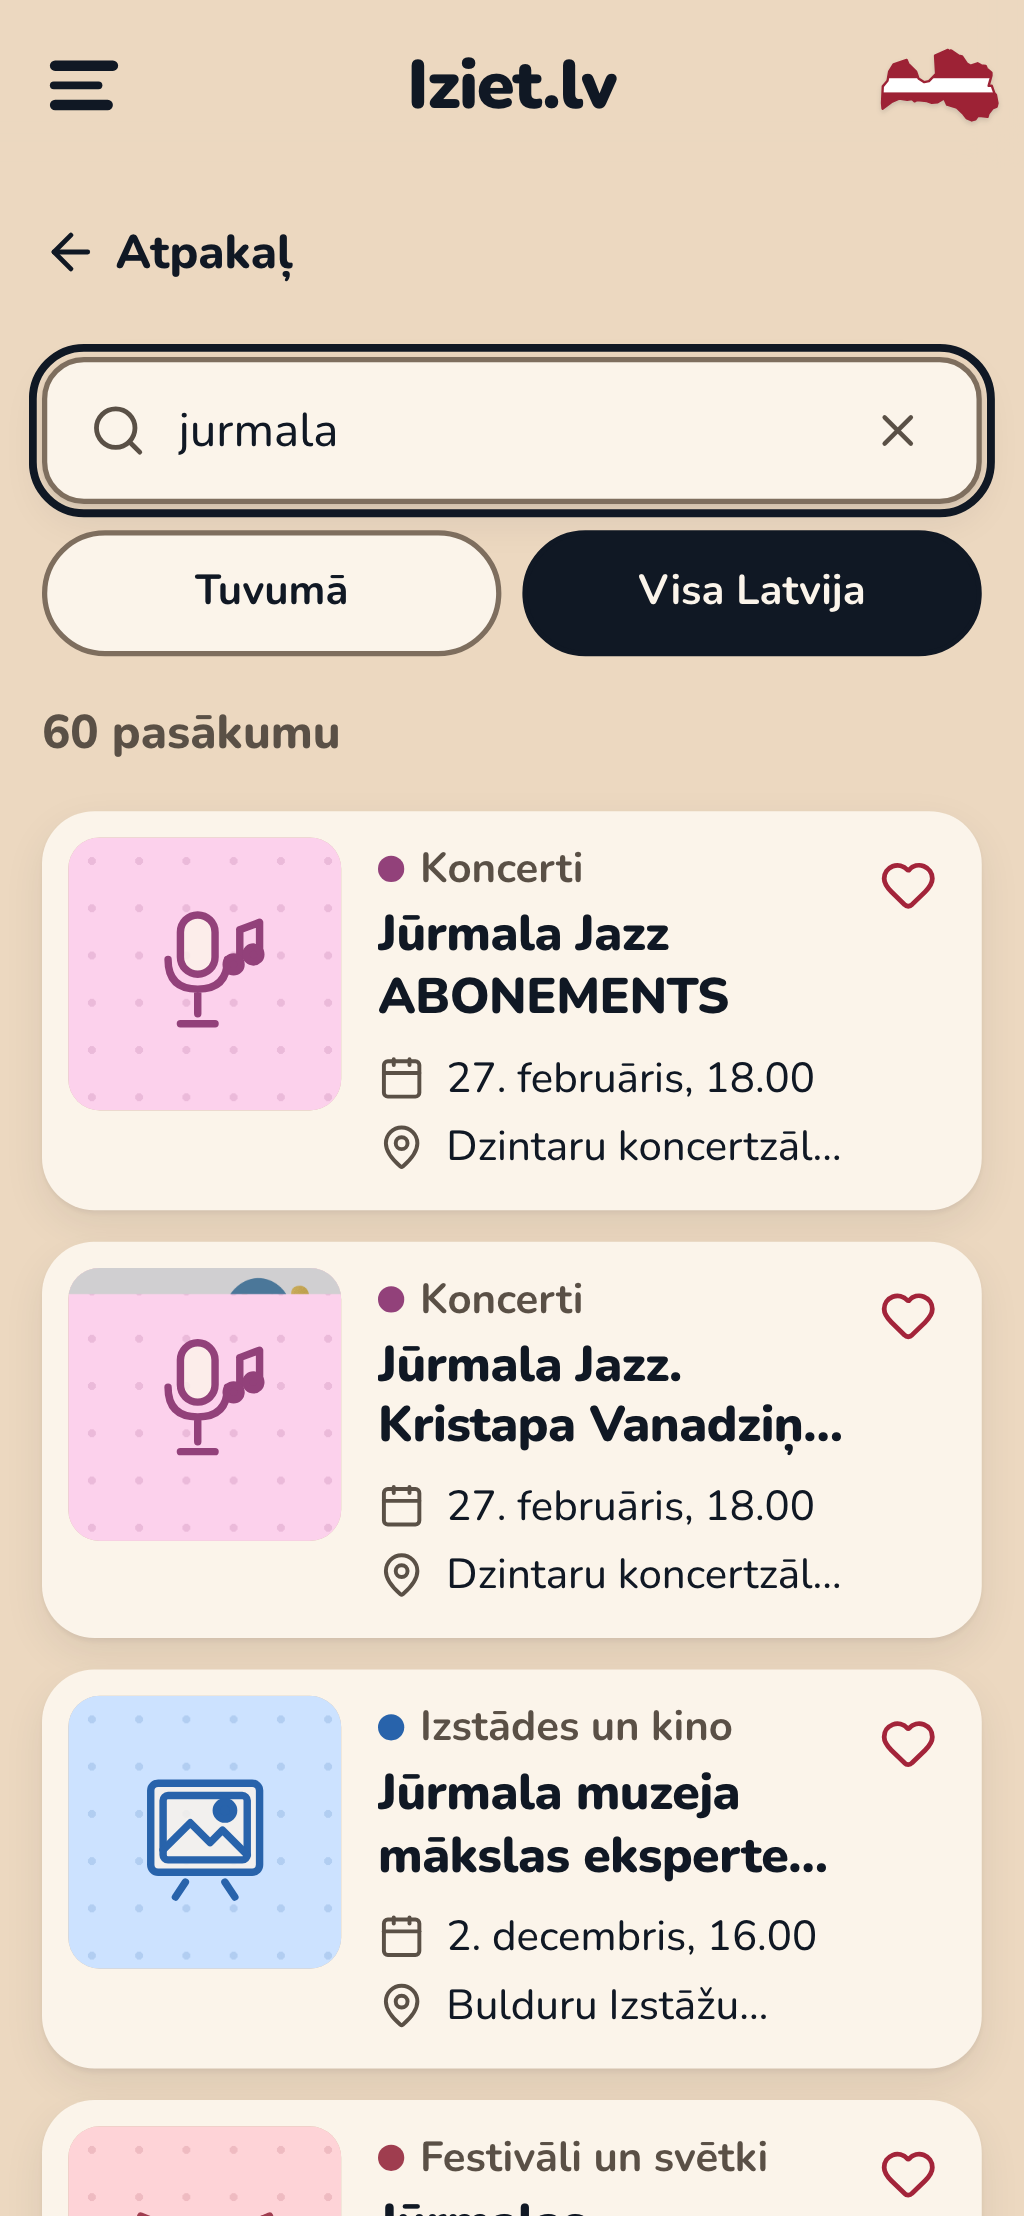 Iziet.lv
Atpakaļ
jurmala
Tuvumā
Visa Latvija
60 pasākumu
Koncerti
Jūrmala Jazz
ABONEMENTS
27. februāris, 18.00
Dzintaru koncertzāl...
Koncerti
Jūrmala Jazz.
Kristapa Vanadziņ...
27. februāris, 18.00
Dzintaru koncertzāl...
Izstādes un kino
Jūrmala muzeja
mākslas eksperte...
2. decembris, 16.00
Bulduru Izstāžu...
Festivāli un svētki
Jūrmalas